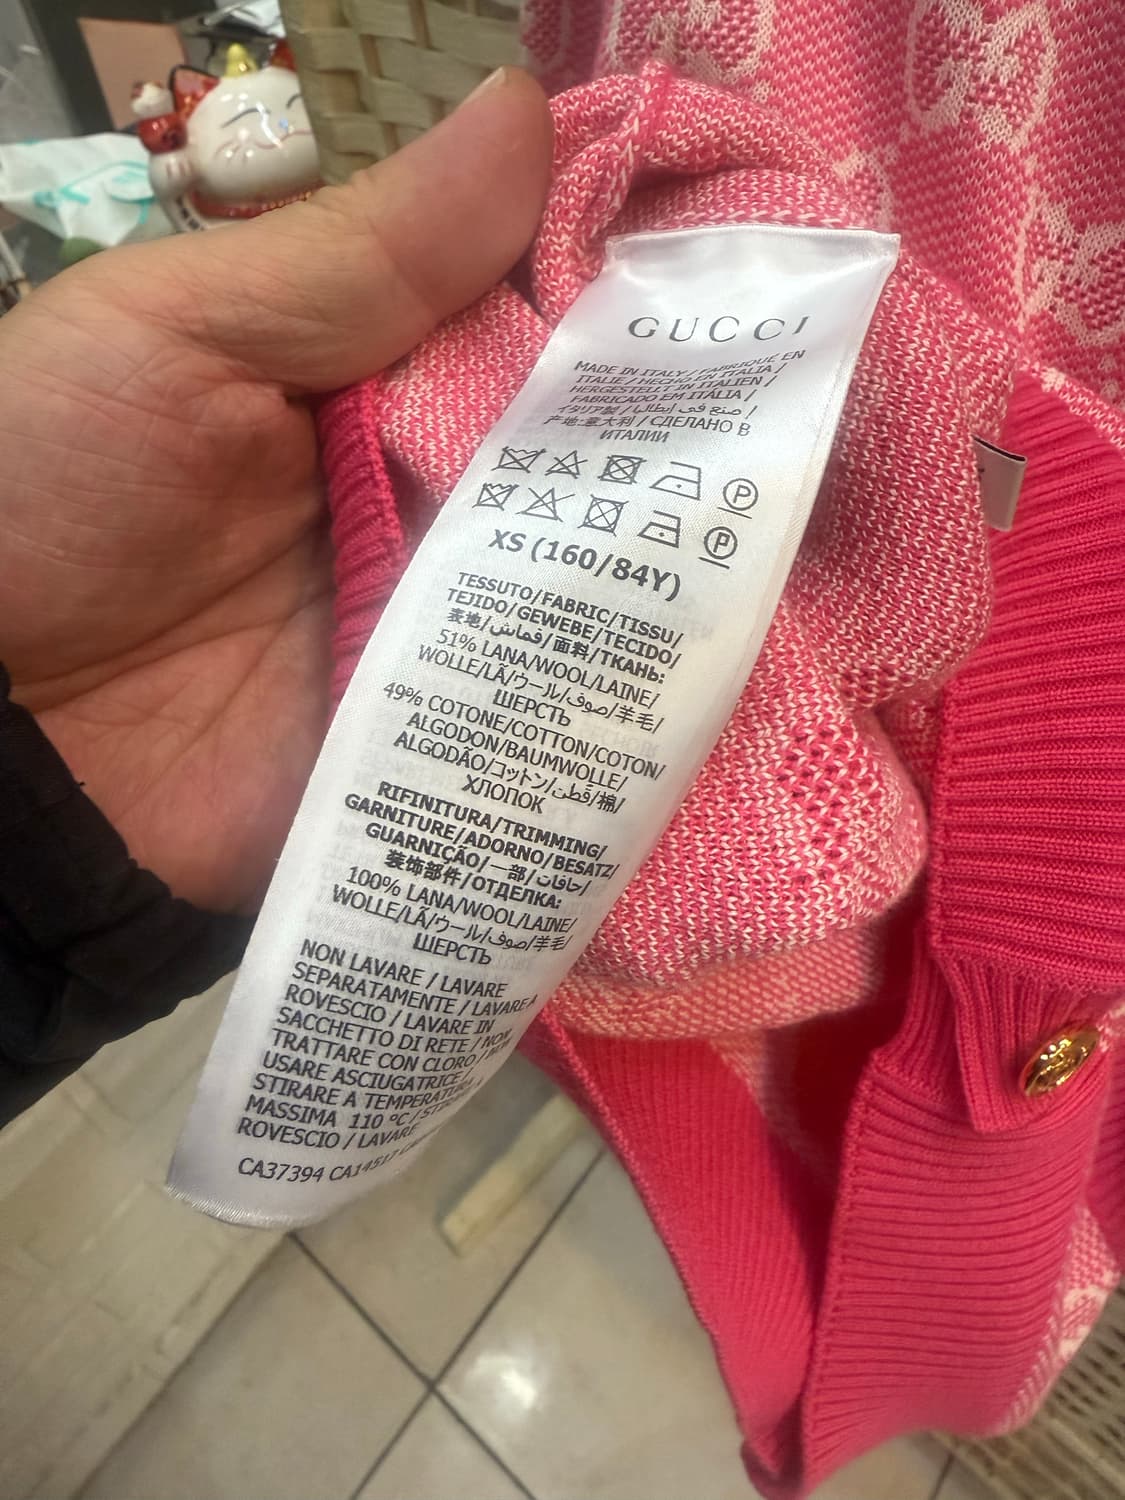 GUCCI
MADE IN ITALY / FABRIQUÉ EN
ITALIE / HECHO EN ITALIA /
HERGESTELLT IN ITALIEN /
FABRICADO EM ITALIA /
イタリア製 / صنع في إيطاليا /
产地:意大利 / СДЕЛАНО В
ИТАЛИИ
P
P
XS (160/84Y)
TESSUTO/FABRIC/TISSU/
TEJIDO/GEWEBE/TECIDO/
表地/قماش/面料/ТКАНЬ:
51% LANA/WOOL/LAINE/
WOLLE/LÃ/ウール/صوف/羊毛/
ШЕРСТЬ
49% COTONE/COTTON/COTON/
ALGODON/BAUMWOLLE/
ALGODÃO/コットン/قطن/棉/
ХЛОПОК
RIFINITURA/TRIMMING/
GARNITURE/ADORNO/BESATZ/
GUARNIÇÃO/一部/حافات/
装饰部件/ОТДЕЛКА:
100% LANA/WOOL/LAINE/
WOLLE/LÃ/ウール/صوف/羊毛/
ШЕРСТЬ
NON LAVARE / LAVARE
SEPARATAMENTE / LAVARE A
ROVESCIO / LAVARE IN
SACCHETTO DI RETE / NON
TRATTARE CON CLORO / NON
USARE ASCIUGATRICE /
STIRARE A TEMPERATURA
MASSIMA 110 °C /
ROVESCIO / LAVARE
CA37394 CA14517